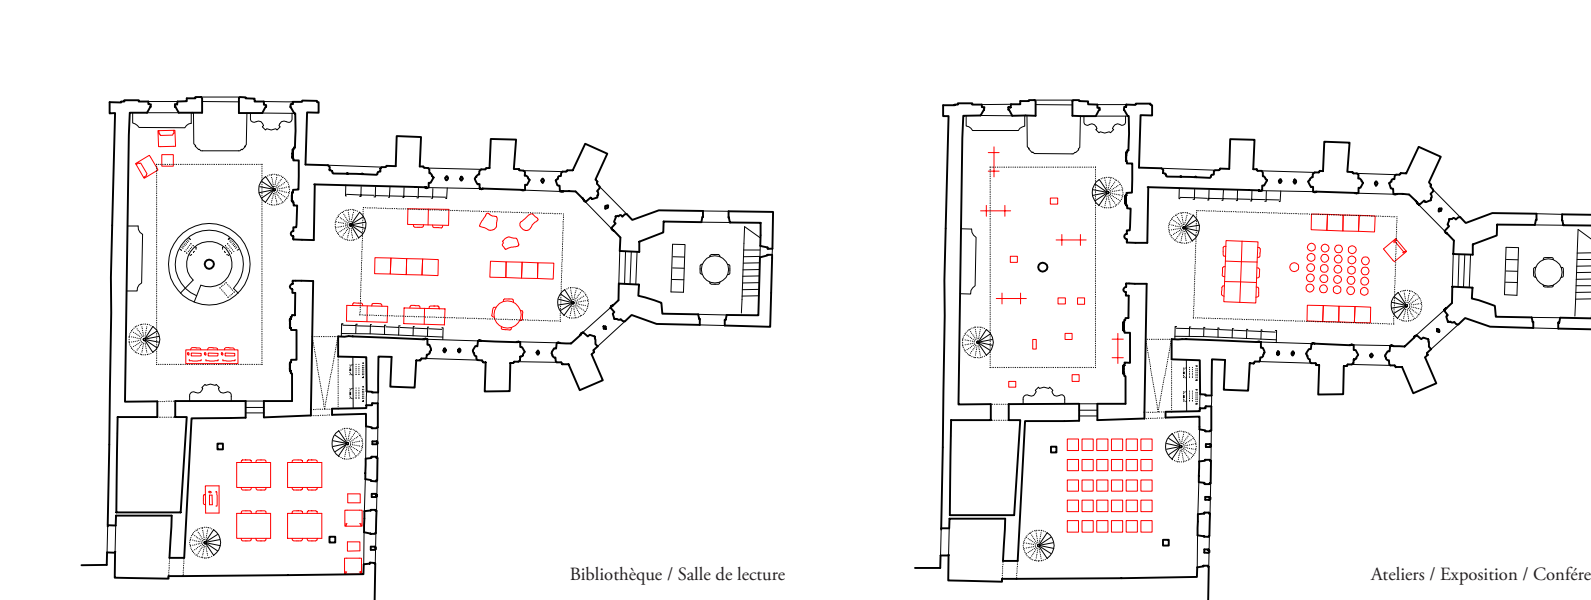 Bibliothèque / Salle de lecture
Ateliers / Exposition / Confére